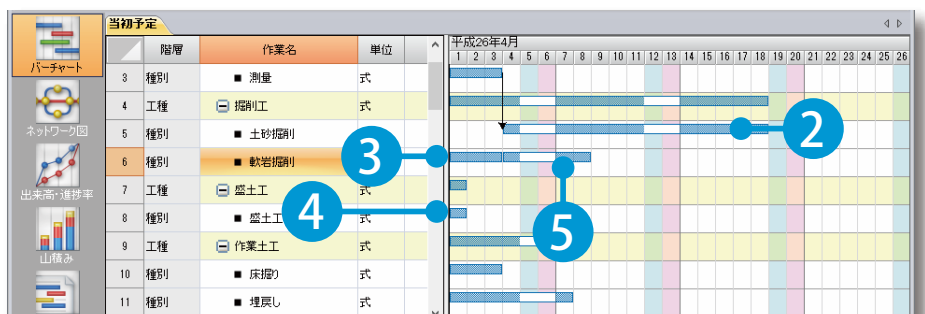 当初予定
階層 作業名 単位
平成26年4月
1 2 3 4 5 6 7 8 9 10 11 12 13 14 15 16 17 18 19 20 21 22 23 24 25 26
3 種別 ■ 測量 式
4 工種 掘削工 式
5 種別 ■ 土砂掘削 式
6 種別 ■ 軟岩掘削
7 工種 盛土工 式
8 種別 ■ 盛土工 式
9 工種 作業土工 式
10 種別 ■ 床掘り 式
11 種別 ■ 埋戻し 式
バーチャート
ネットワーク図
出来高・進捗率
山積み
2
3
4
5